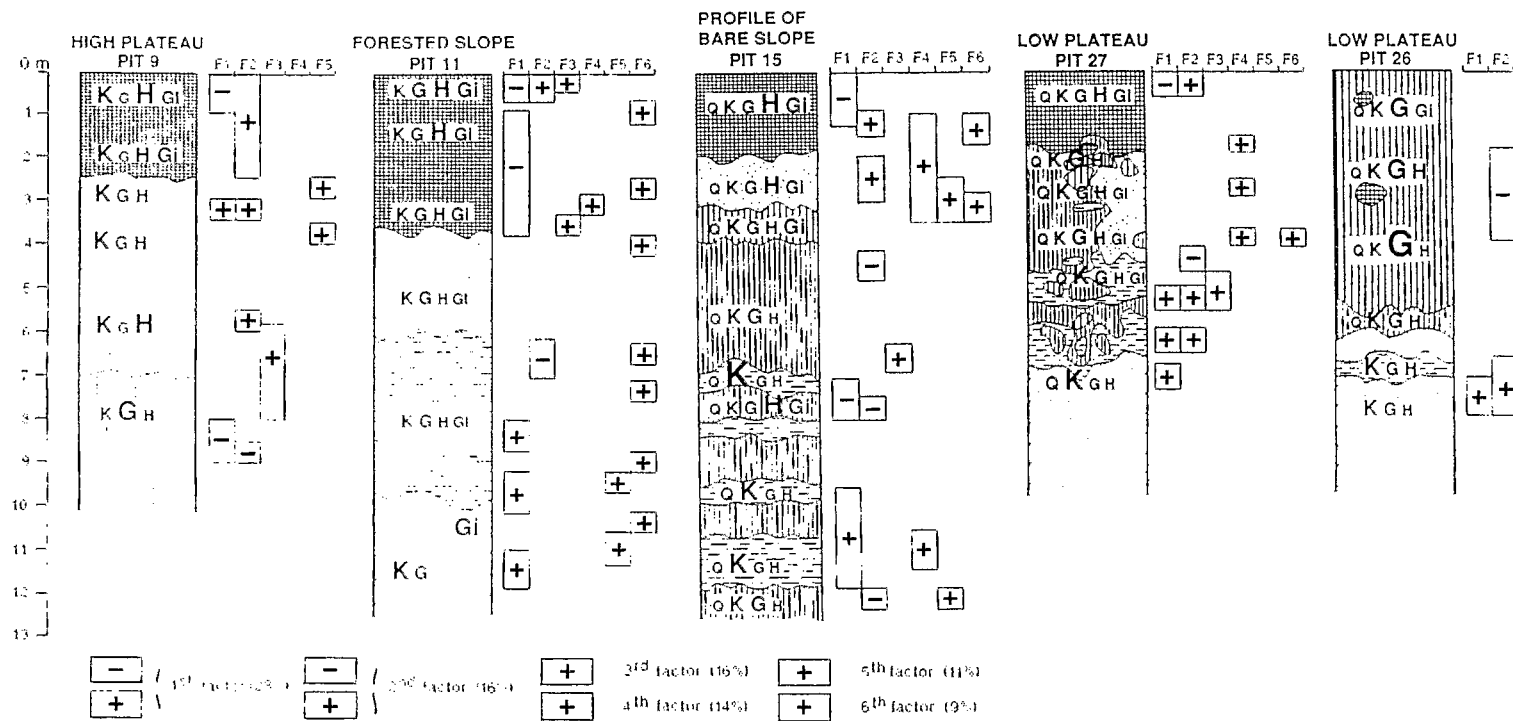 HIGH PLATEAU
PIT 9
F1 F2 F3 F4 F5
FORESTED SLOPE
PIT 11
F1 F2 F3 F4 F5 F6
PROFILE OF
BARE SLOPE
PIT 15
F1 F2 F3 F4 F5 F6
LOW PLATEAU
PIT 27
F1 F2 F3 F4 F5 F6
LOW PLATEAU
PIT 26
F1 F2
0 m
1
2
3
4
5
6
7
8
9
10
11
12
13
K G H Gi
K G H Gi
K G H
K G H
K G H
K G H
K G H Gi
K G H Gi
K G H Gi
K G H Gi
K G H Gi
Gi
K G
Q K G H Gi
Q K G H Gi
Q K G H Gi
Q K G H
Q K G H
Q K G H Gi
Q K G H
Q K G H
Q K G H
Q K G H Gi
Q K G H
Q K G H Gi
Q K G H Gi
Q K G H Gi
Q K G H
Q K G Gi
Q K G H
Q K G H
Q K G H
K G H
K G H
− 1st
+
− factor (16%)
+
+ 3rd factor (16%)
+ 4th factor (14%)
+ 5th factor (11%)
+ 6th factor (9%)